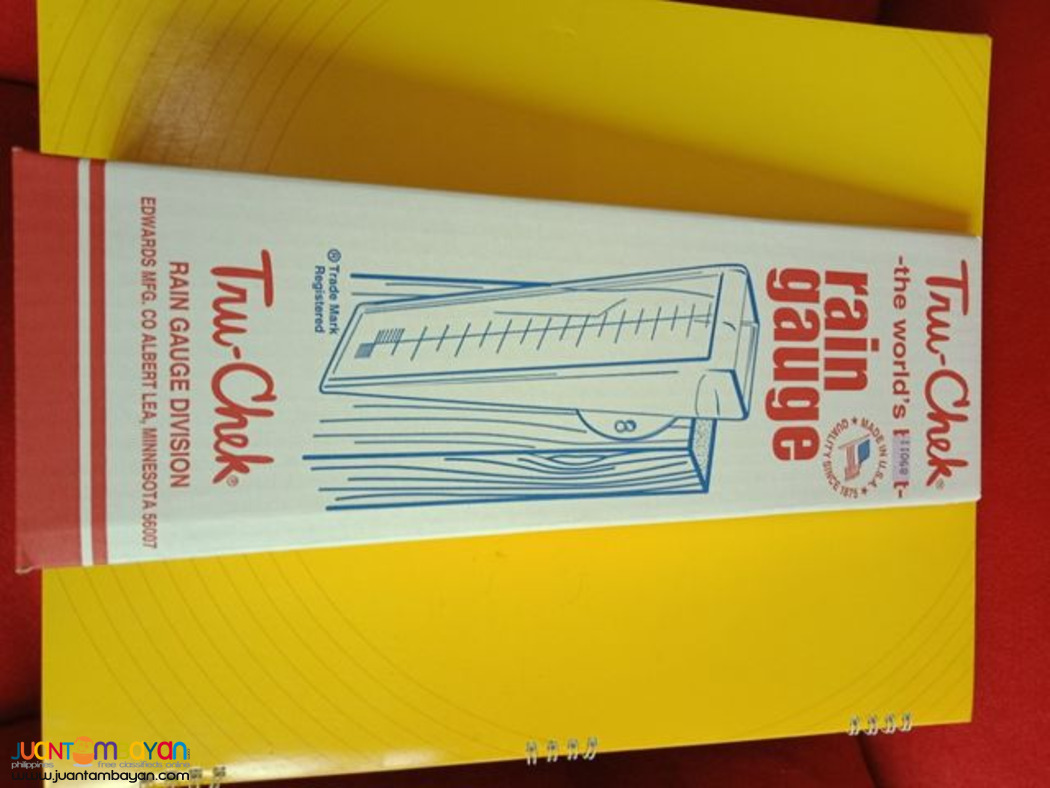 Tru-Chek®
-the world's
rain
gauge
★ MADE IN U.S.A. ★
QUALITY SINCE 1875
8
® Trade Mark
Registered
Tru-Chek®
RAIN GAUGE DIVISION
EDWARDS MFG. CO ALBERT LEA, MINNESOTA 56007
JUANTAMBAYAN
philippines free classifieds online
www.juantambayan.com